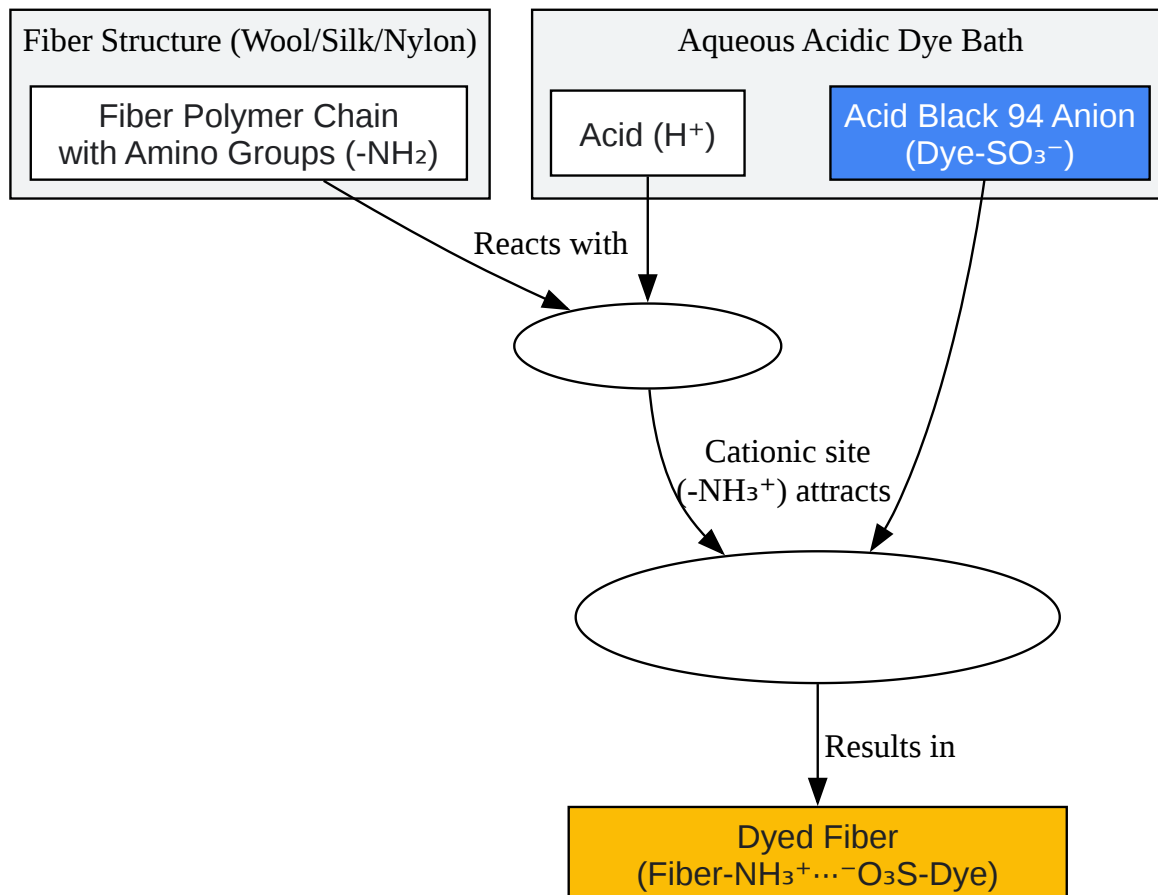 Fiber Structure (Wool/Silk/Nylon)
Aqueous Acidic Dye Bath
Fiber Polymer Chain
with Amino Groups (-NH₂)
Acid (H⁺)
Acid Black 94 Anion
(Dye-SO₃⁻)
Reacts with
Cationic site
(-NH₃⁺) attracts
Results in
Dyed Fiber
(Fiber-NH₃⁺···⁻O₃S-Dye)